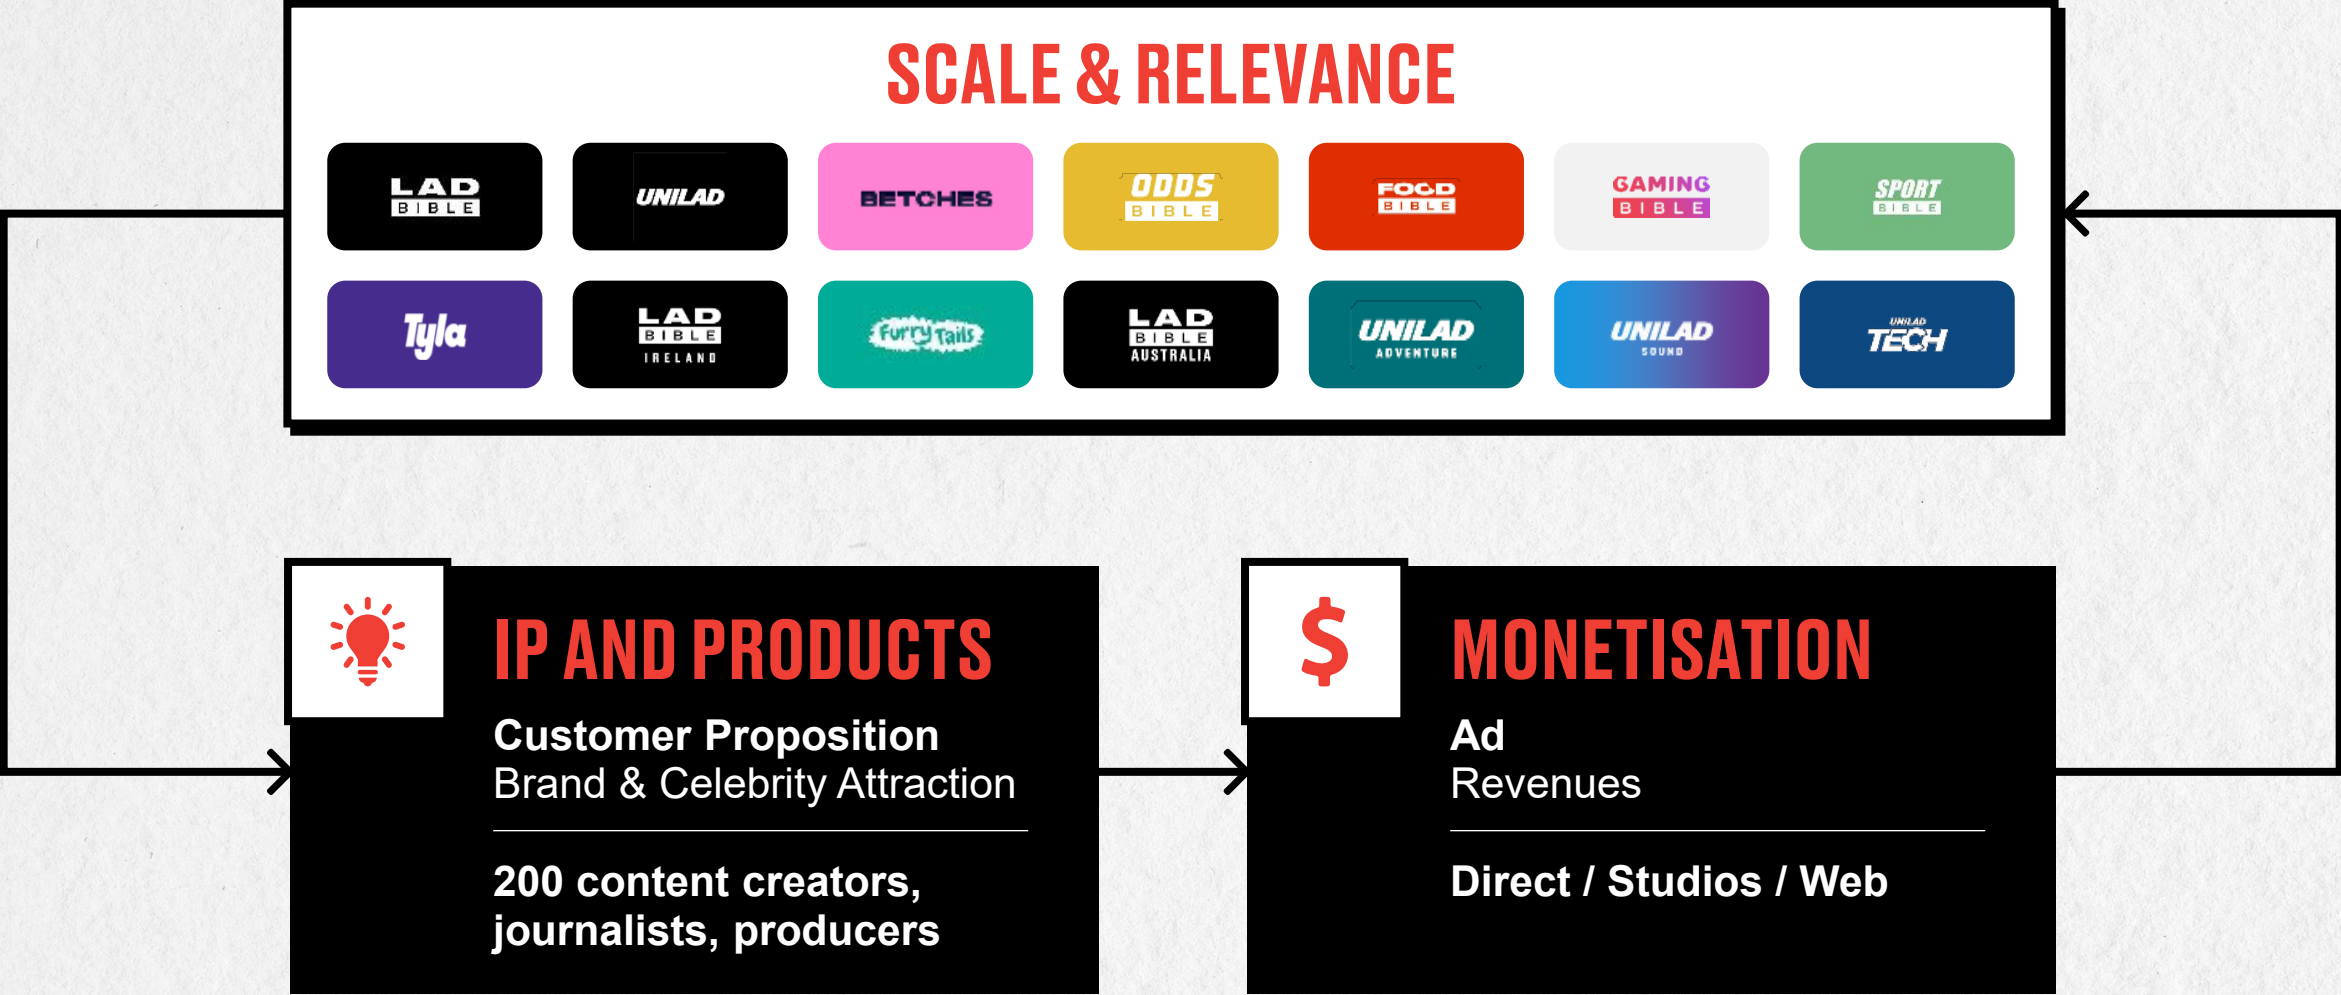 SCALE & RELEVANCE
LAD
BIBLE
UNILAD
BETCHES
ODDS
BIBLE
FOOD
BIBLE
GAMING
BIBLE
SPORT
BIBLE
Tyla
LAD
BIBLE
IRELAND
Furry Tails
LAD
BIBLE
AUSTRALIA
UNILAD
ADVENTURE
UNILAD
SOUND
UNILAD
TECH
IP AND PRODUCTS
Customer Proposition
Brand & Celebrity Attraction
200 content creators,
journalists, producers
$
MONETISATION
Ad
Revenues
Direct / Studios / Web